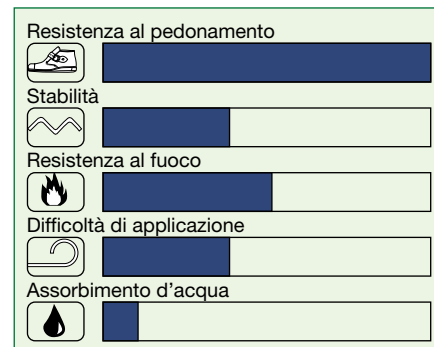 Resistenza al pedonamento
Stabilità
Resistenza al fuoco
Difficoltà di applicazione
Assorbimento d'acqua